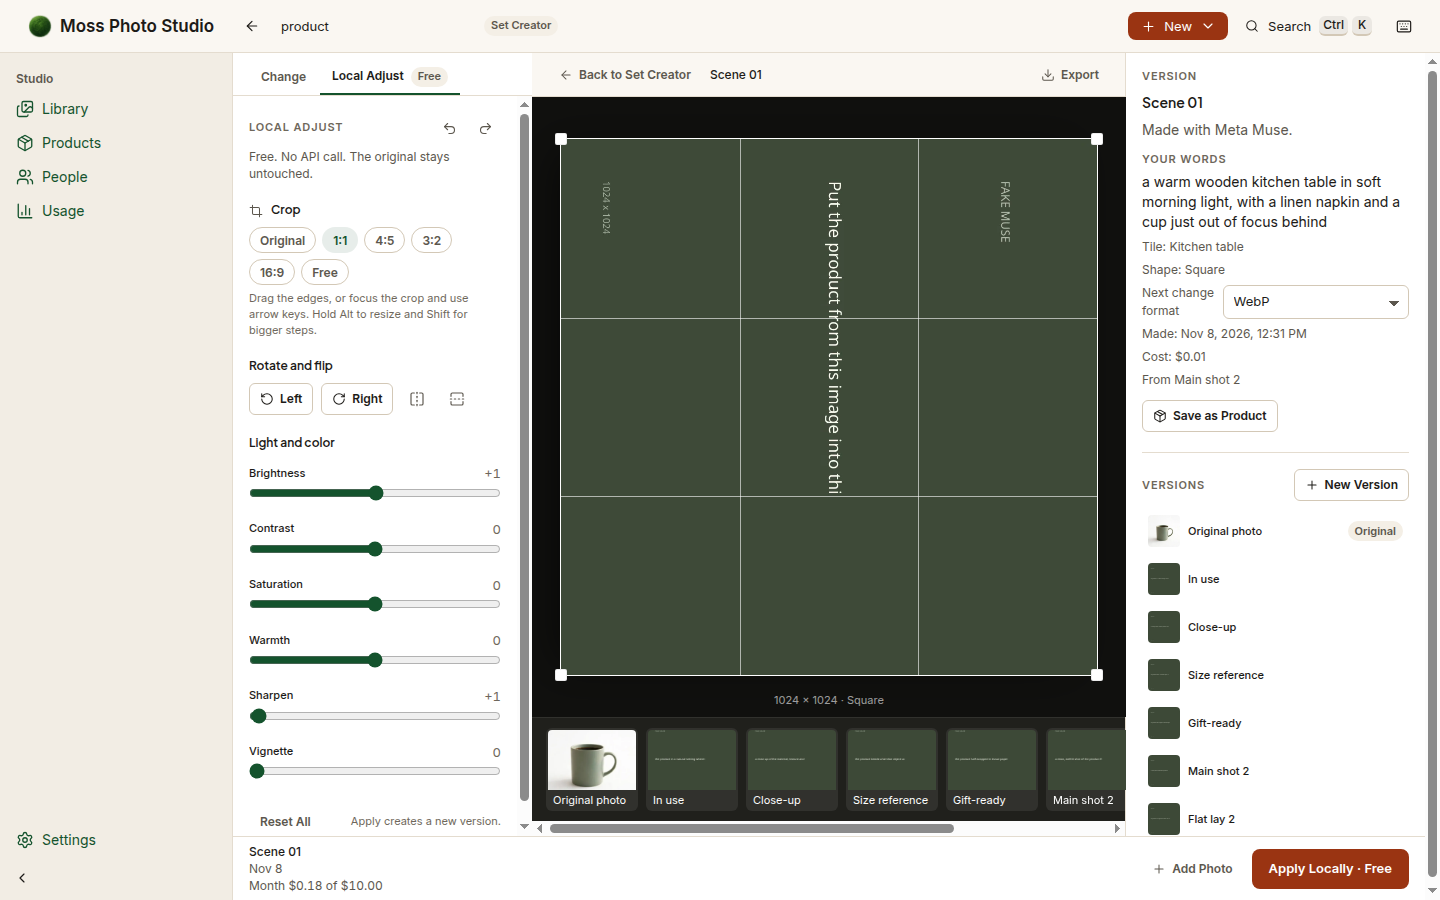 Moss Photo Studio
product
Set Creator
New
Search
Ctrl
K
Studio
Library
Products
People
Usage
Settings
Change
Local Adjust
Free
LOCAL ADJUST
Free. No API call. The original stays
untouched.
Crop
Original
1:1
4:5
3:2
16:9
Free
Drag the edges, or focus the crop and use
arrow keys. Hold Alt to resize and Shift for
bigger steps.
Rotate and flip
Left
Right
Light and color
Brightness
+1
Contrast
0
Saturation
0
Warmth
0
Sharpen
+1
Vignette
0
Reset All
Apply creates a new version.
Back to Set Creator
Scene 01
Export
FAKE MUSE
Put the product from this image into thi
1024 x 1024
1024 × 1024 · Square
Original photo
In use
Close-up
Size reference
Gift-ready
Main shot 2
VERSION
Scene 01
Made with Meta Muse.
YOUR WORDS
a warm wooden kitchen table in soft
morning light, with a linen napkin and a
cup just out of focus behind
Tile: Kitchen table
Shape: Square
Next change
format
WebP
Made: Nov 8, 2026, 12:31 PM
Cost: $0.01
From Main shot 2
Save as Product
VERSIONS
New Version
Original photo
Original
In use
Close-up
Size reference
Gift-ready
Main shot 2
Flat lay 2
Scene 01
Nov 8
Month $0.18 of $10.00
Add Photo
Apply Locally · Free